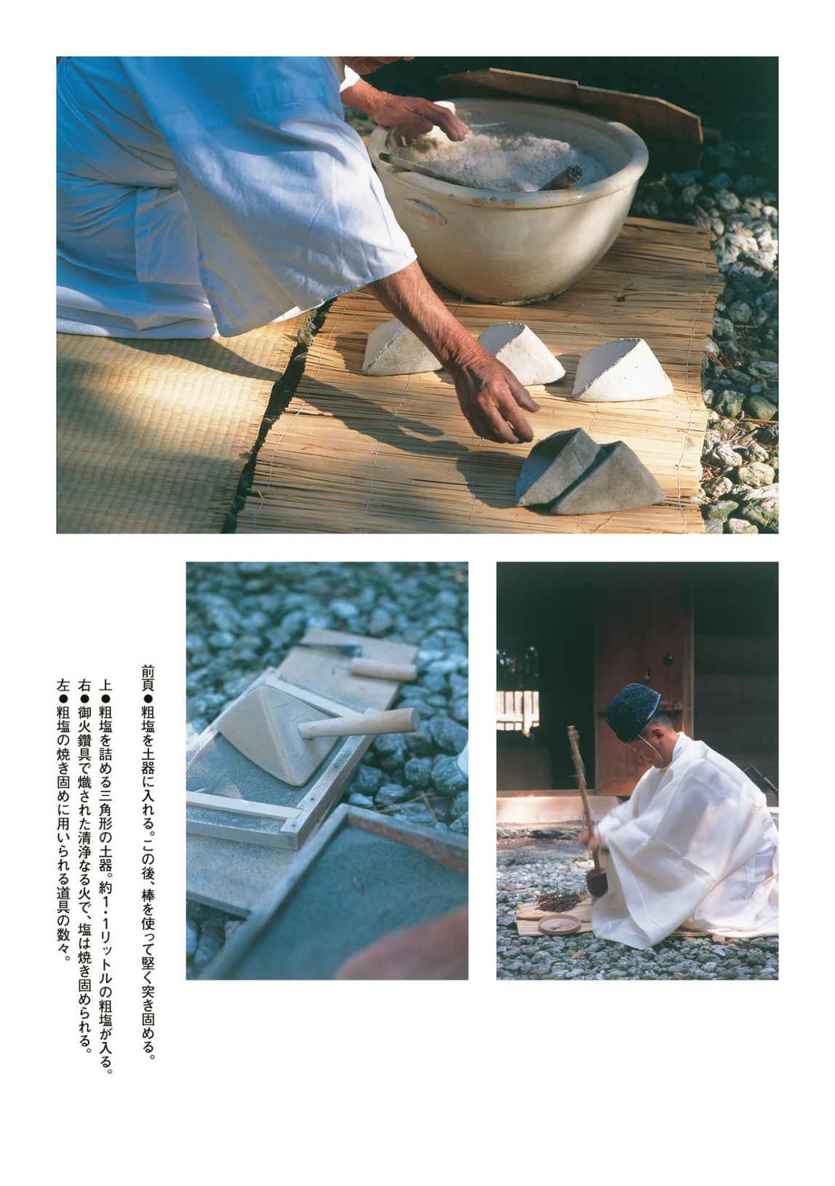 前頁●粗塩を土器に入れる。この後、棒を使って堅く突き固める。
上●粗塩を詰める三角形の土器。約1・1リットルの粗塩が入る。
右●御火鑽具で熾された清浄なる火で、塩は焼き固められる。
左●粗塩の焼き固めに用いられる道具の数々。